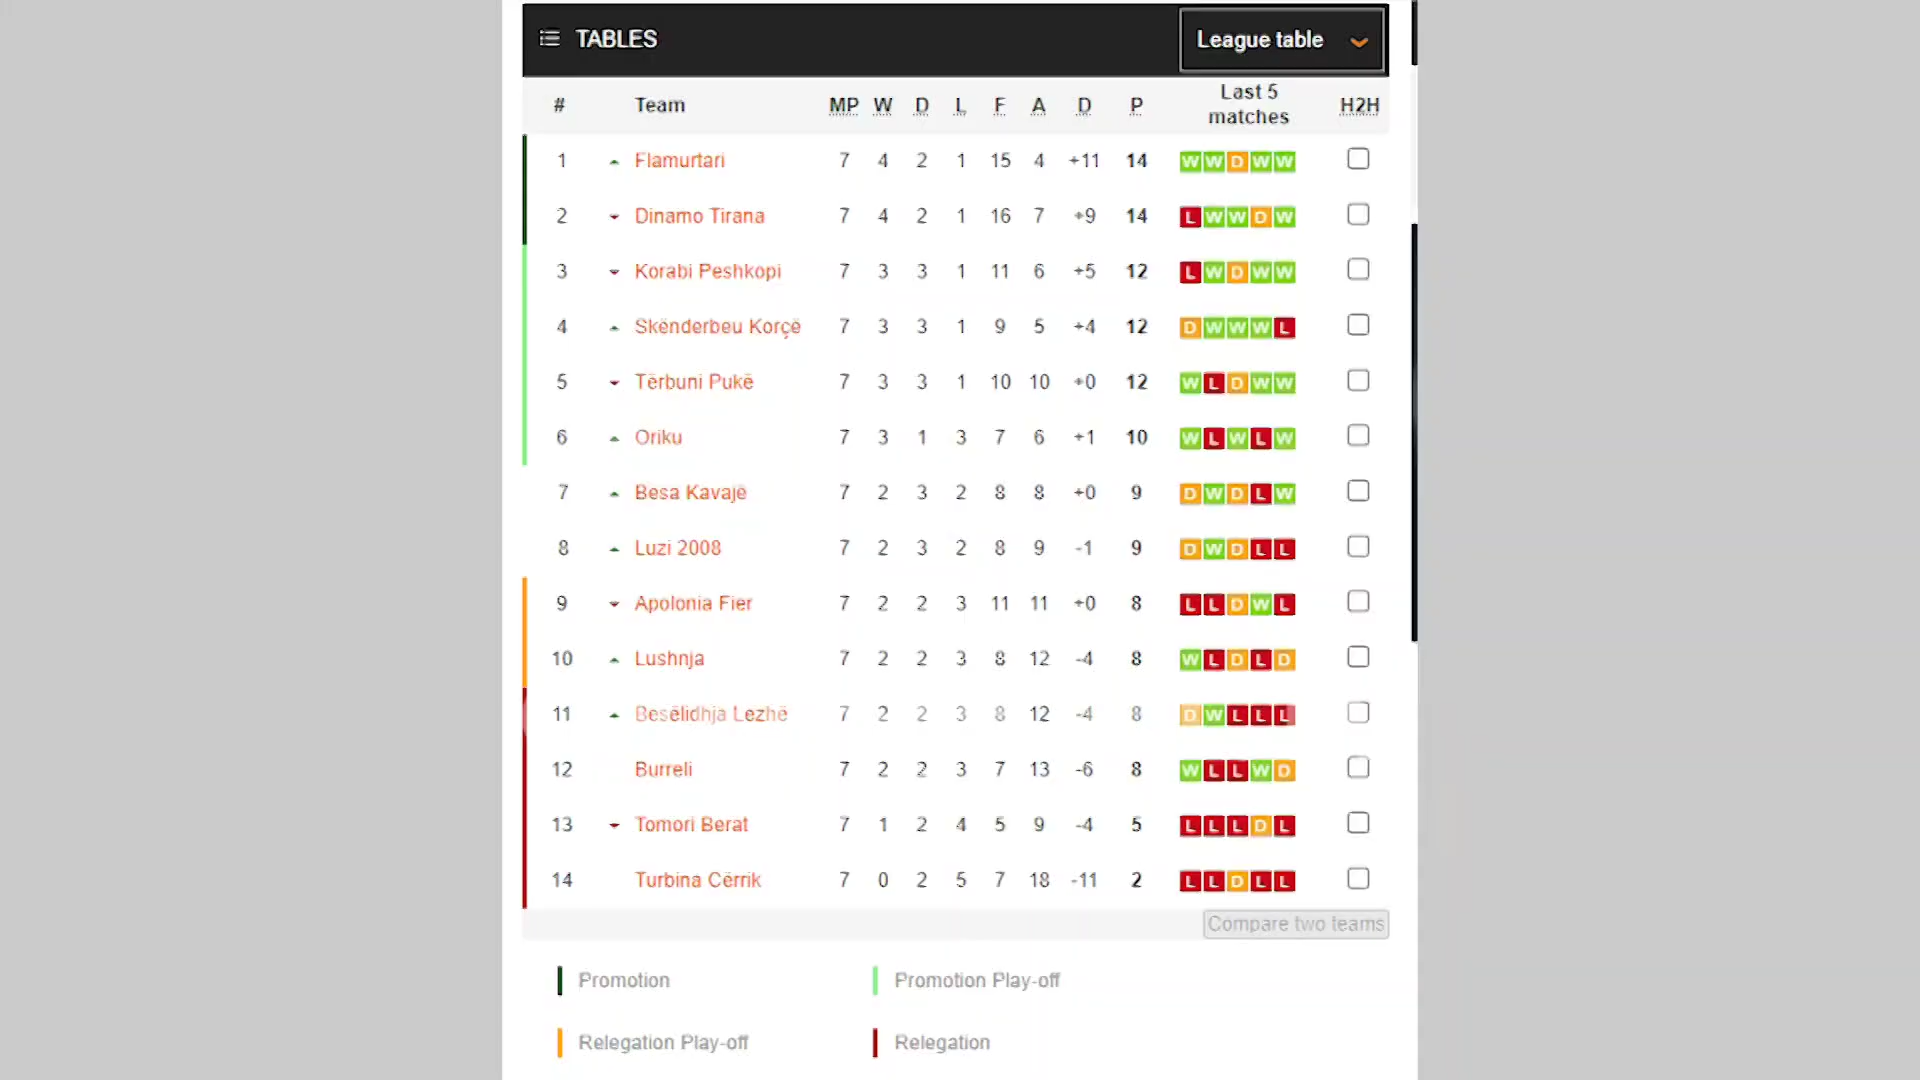 TABLES League table
# Team MP W D L F A D P Last 5 matches H2H
1 Flamurtari 7 4 2 1 15 4 +11 14 W W D W W
2 Dinamo Tirana 7 4 2 1 16 7 +9 14 L W W D W
3 Korabi Peshkopi 7 3 3 1 11 6 +5 12 L W D W W
4 Skënderbeu Korçë 7 3 3 1 9 5 +4 12 D W W W L
5 Tërbuni Pukë 7 3 3 1 10 10 +0 12 W L D W W
6 Oriku 7 3 1 3 7 6 +1 10 W L W L W
7 Besa Kavajë 7 2 3 2 8 8 +0 9 D W D L W
8 Luzi 2008 7 2 3 2 8 9 -1 9 D W D L L
9 Apolonia Fier 7 2 2 3 11 11 +0 8 L L D W L
10 Lushnja 7 2 2 3 8 12 -4 8 W L D L D
11 Besëlidhja Lezhë 7 2 2 3 8 12 -4 8 D W L L L
12 Burreli 7 2 2 3 7 13 -6 8 W L L W D
13 Tomori Berat 7 1 2 4 5 9 -4 5 L L L D L
14 Turbina Cërrik 7 0 2 5 7 18 -11 2 L L D L L
Compare two teams
Promotion Promotion Play-off
Relegation Play-off Relegation